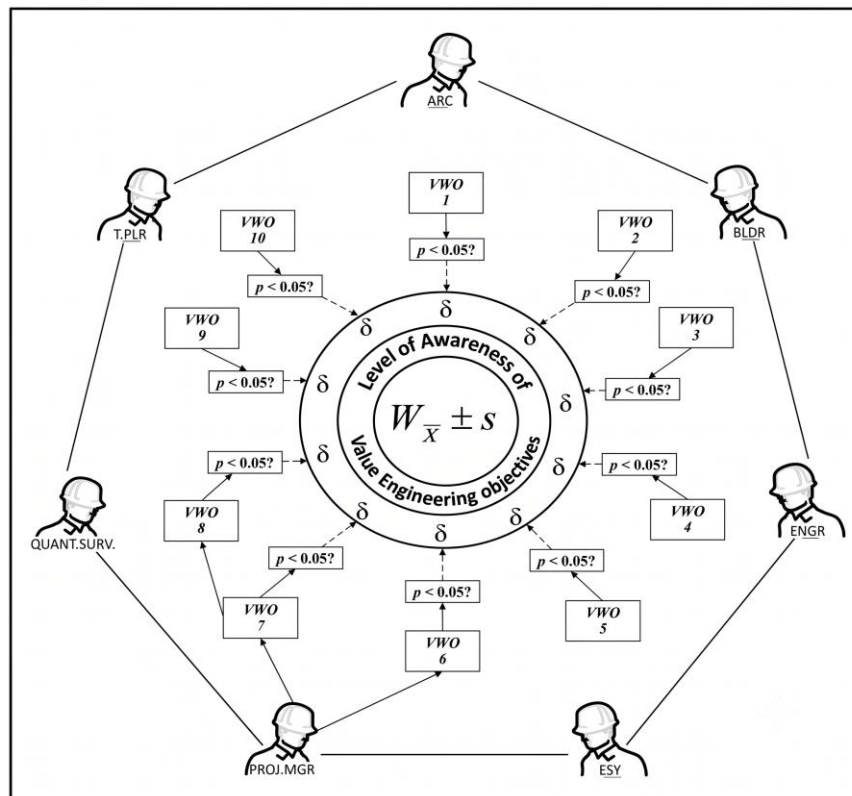 ARC
T.PLR
BLDR
VWO
1
VWO
10
VWO
2
p < 0.05?
p < 0.05?
p < 0.05?
VWO
9
VWO
3
δ
δ
δ
p < 0.05?
p < 0.05?
δ
δ
Level of Awareness of
W X ± s
Value Engineering objectives
p < 0.05?
p < 0.05?
δ
δ
VWO
8
VWO
4
QUANT.SURV.
ENGR
δ
δ
δ
p < 0.05?
p < 0.05?
p < 0.05?
VWO
7
VWO
5
VWO
6
PROJ.MGR
ESY